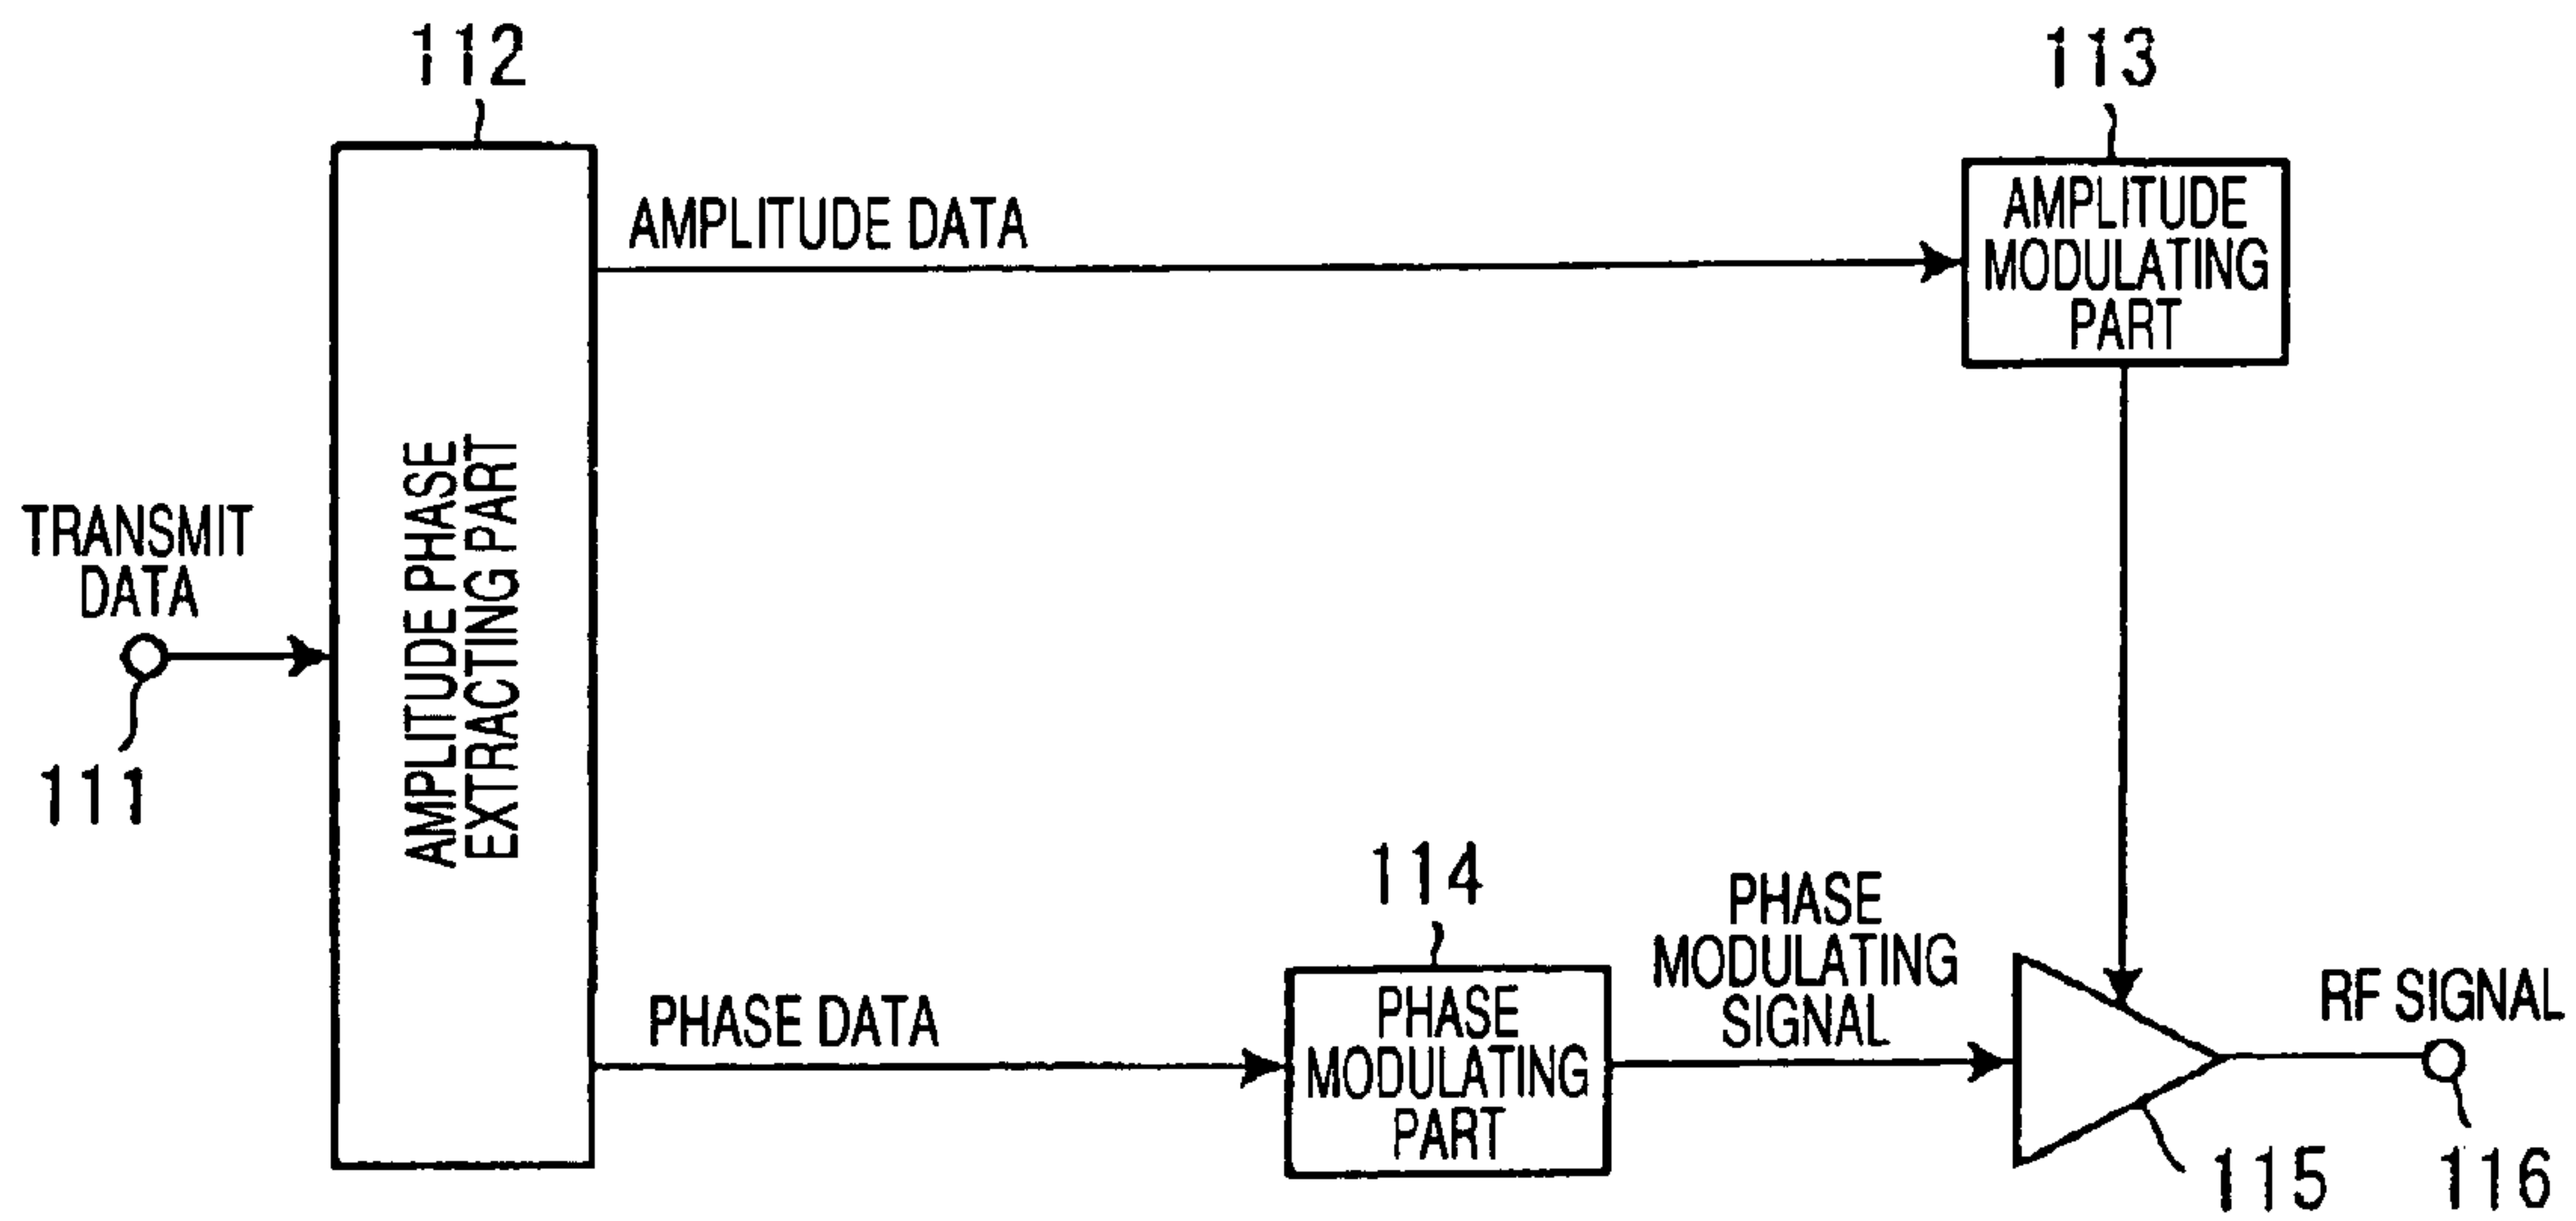 112
113
AMPLITUDE
MODULATING
PART
AMPLITUDE DATA
TRANSMIT
DATA
111
AMPLITUDE PHASE
EXTRACTING PART
114
PHASE DATA
PHASE
MODULATING
PART
PHASE
MODULATING
SIGNAL
RF SIGNAL
115
116